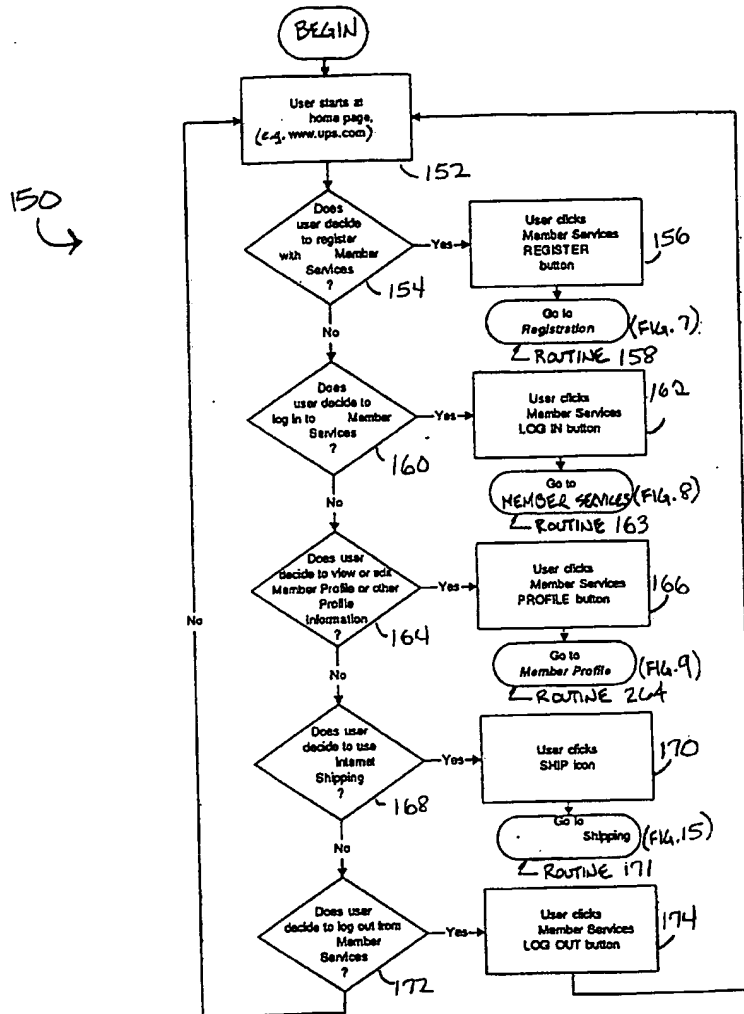 BEGIN
User starts at
home page,
(e.g. www.ups.com)
152
150
Does
user decide
to register
with Member
Services
?
154
Yes
User clicks
Member Services
REGISTER
button
156
Go to
Registration
(FIG. 7)
ROUTINE 158
No
Does
user decide to
log in to Member
Services
?
160
Yes
User clicks
Member Services
LOG IN button
162
Go to
MEMBER SERVICES
(FIG. 8)
ROUTINE 163
No
Does user
decide to view or edit
Member Profile or other
Profile
Information
?
164
Yes
User clicks
Member Services
PROFILE button
166
Go to
Member Profile
(FIG. 9)
ROUTINE 264
No
No
Does user
decide to use
Internet
Shipping
?
168
Yes
User clicks
SHIP icon
170
Go to
Shipping
(FIG. 15)
ROUTINE 171
No
Does user
decide to log out from
Member
Services
?
172
Yes
User clicks
Member Services
LOG OUT button
174